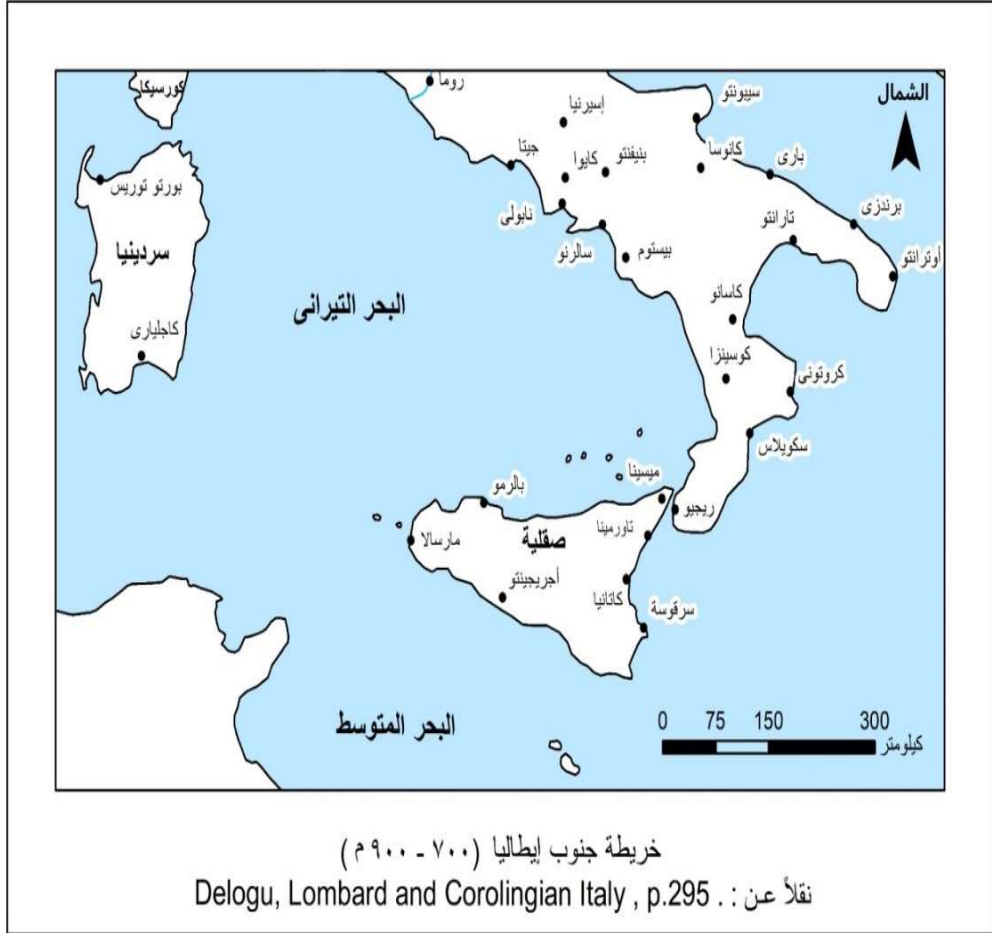 كورسيكا
روما
سيبونتو
الشمال
إسيرنيا
جيتا
كابوا
بنيفنتو
كانوسا
بارى
بورتو توريس
نابولى
سالرنو
بيستوم
تارانتو
برندزى
أوترانتو
سردينيا
البحر التيرانى
كاسانو
كاجليارى
كوسينزا
كروتونى
سكويلاس
ميسينا
بالرمو
ريجيو
صقلية
تاورمينا
مارسالا
أجريجينتو
كاتانيا
سرقوسة
البحر المتوسط
0 75 150 300
كيلومتر
خريطة جنوب إيطاليا (٧٠٠ - ٩٠٠ م)
نقلاً عن : . Delogu, Lombard and Corolingian Italy , p.295